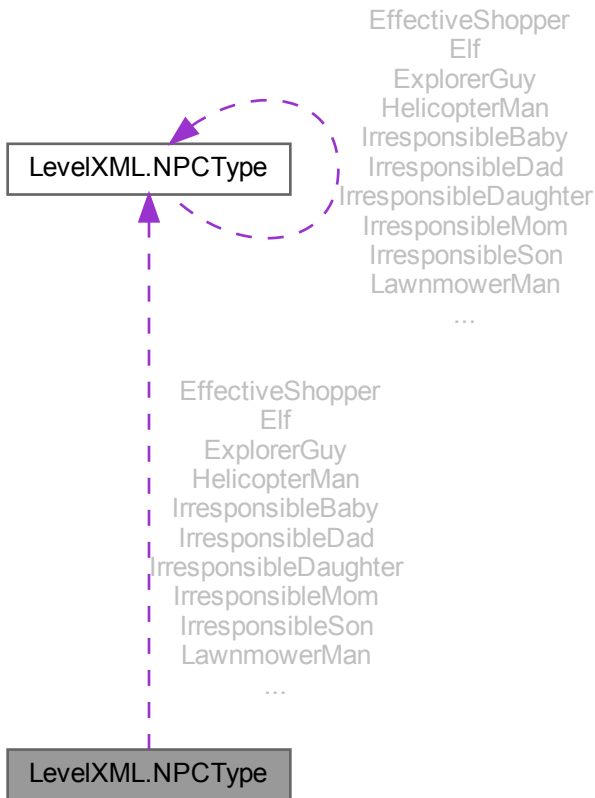 EffectiveShopper
Elf
ExplorerGuy
HelicopterMan
IrresponsibleBaby
IrresponsibleDad
IrresponsibleDaughter
IrresponsibleMom
IrresponsibleSon
LawnmowerMan
...
LevelXML.NPCType
EffectiveShopper
Elf
ExplorerGuy
HelicopterMan
IrresponsibleBaby
IrresponsibleDad
IrresponsibleDaughter
IrresponsibleMom
IrresponsibleSon
LawnmowerMan
...
LevelXML.NPCType